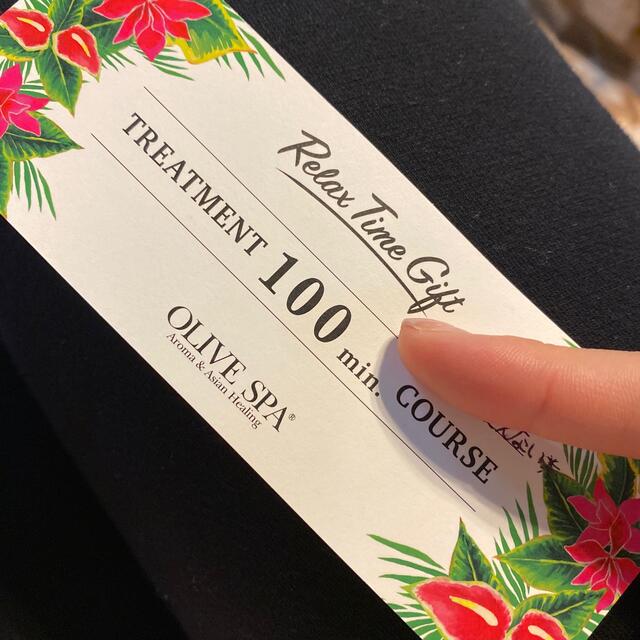 Relax Time Gift
TREATMENT 100 min. COURSE
OLIVE SPA®
Aroma & Asian Healing